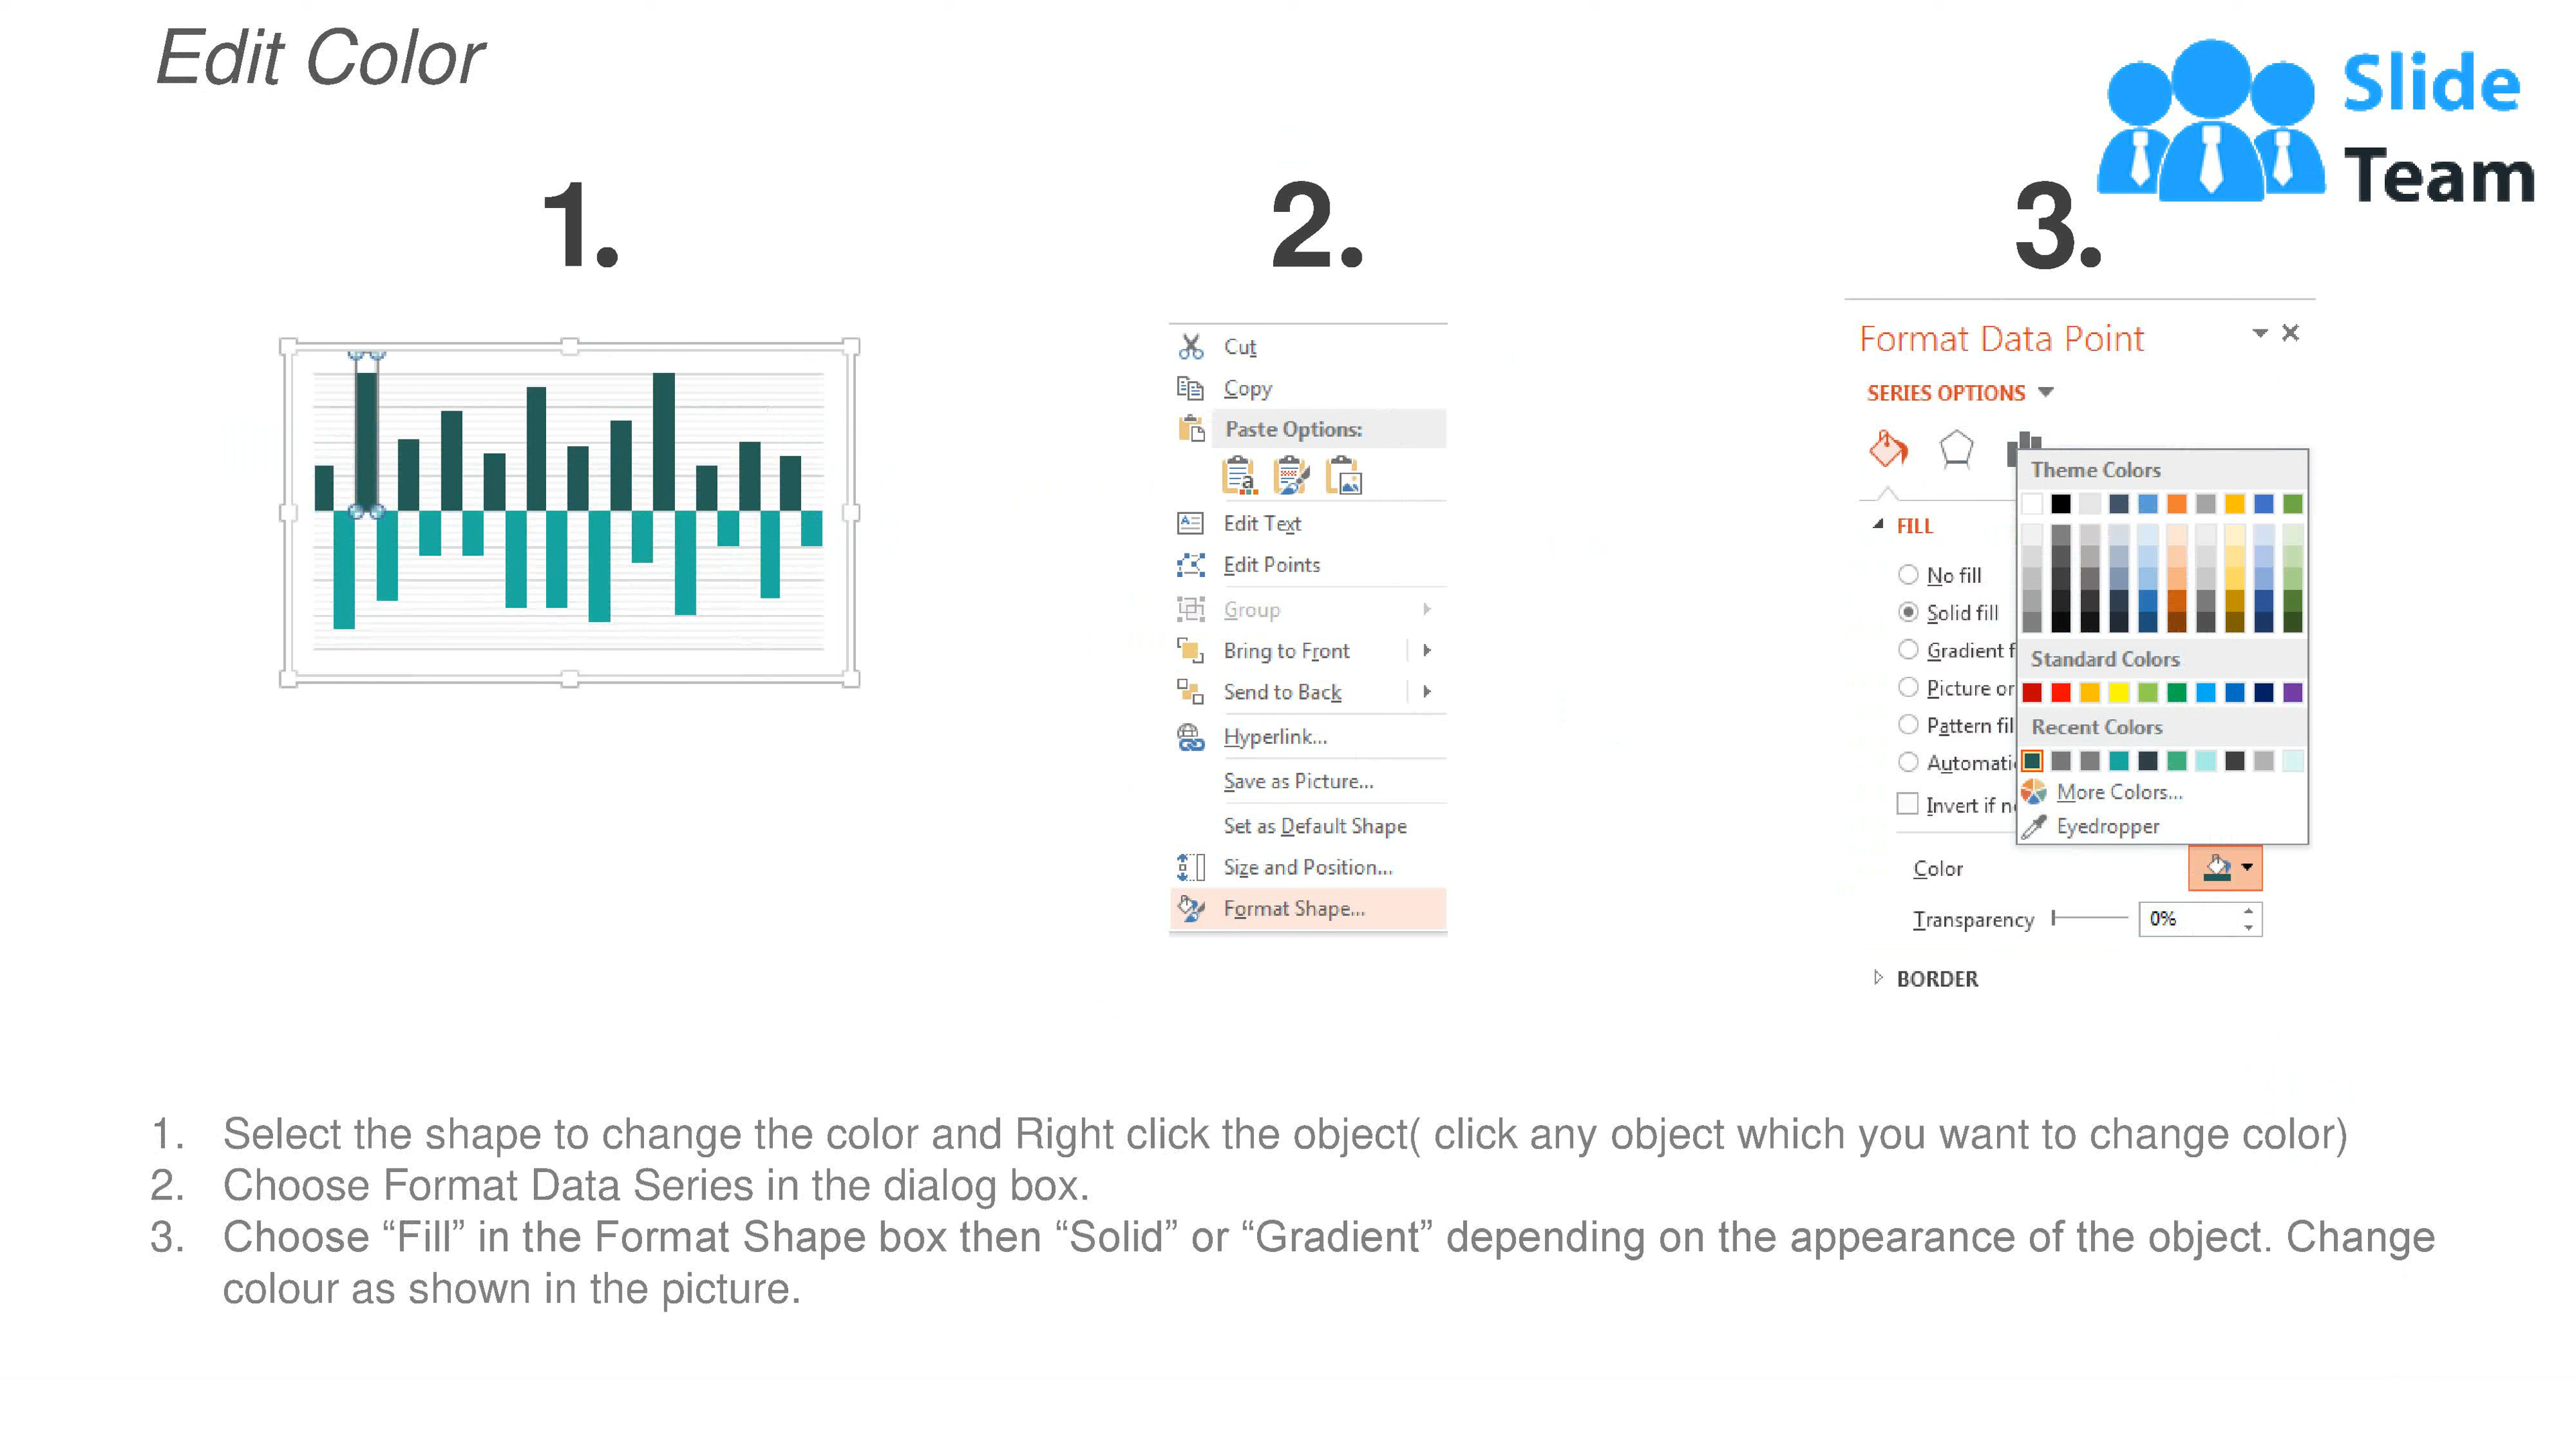 Edit Color
Slide
Team
1.
2.
3.
Cut
Copy
Paste Options:
a
Edit Text
Edit Points
Group
Bring to Front
Send to Back
Hyperlink...
Save as Picture...
Set as Default Shape
Size and Position...
Format Shape...
Format Data Point
SERIES OPTIONS
FILL
No fill
Solid fill
Gradient f
Picture or
Pattern fil
Automati
Invert if n
Theme Colors
Standard Colors
Recent Colors
More Colors...
Eyedropper
Color
Transparency 0%
BORDER
1. Select the shape to change the color and Right click the object( click any object which you want to change color)
2. Choose Format Data Series in the dialog box.
3. Choose “Fill” in the Format Shape box then “Solid” or “Gradient” depending on the appearance of the object. Change
colour as shown in the picture.